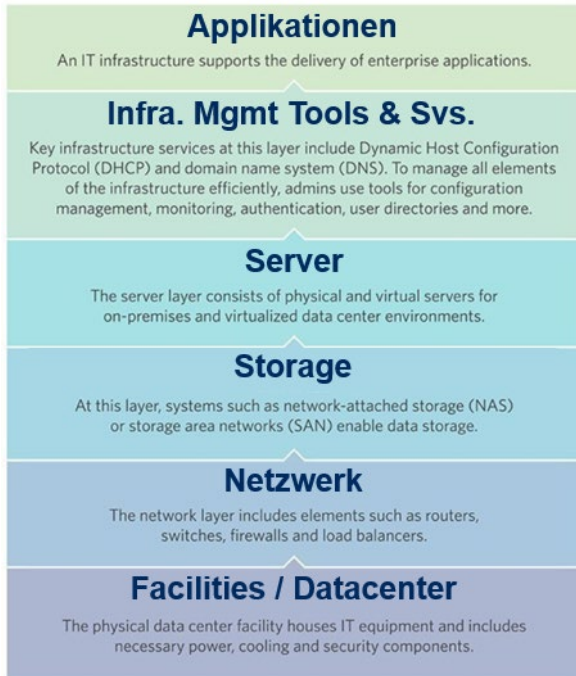 Applikationen
An IT infrastructure supports the delivery of enterprise applications.
Infra. Mgmt Tools & Svs.
Key infrastructure services at this layer include Dynamic Host Configuration
Protocol (DHCP) and domain name system (DNS). To manage all elements
of the infrastructure efficiently, admins use tools for configuration
management, monitoring, authentication, user directories and more.
Server
The server layer consists of physical and virtual servers for
on-premises and virtualized data center environments.
Storage
At this layer, systems such as network-attached storage (NAS)
or storage area networks (SAN) enable data storage.
Netzwerk
The network layer includes elements such as routers,
switches, firewalls and load balancers.
Facilities / Datacenter
The physical data center facility houses IT equipment and includes
necessary power, cooling and security components.